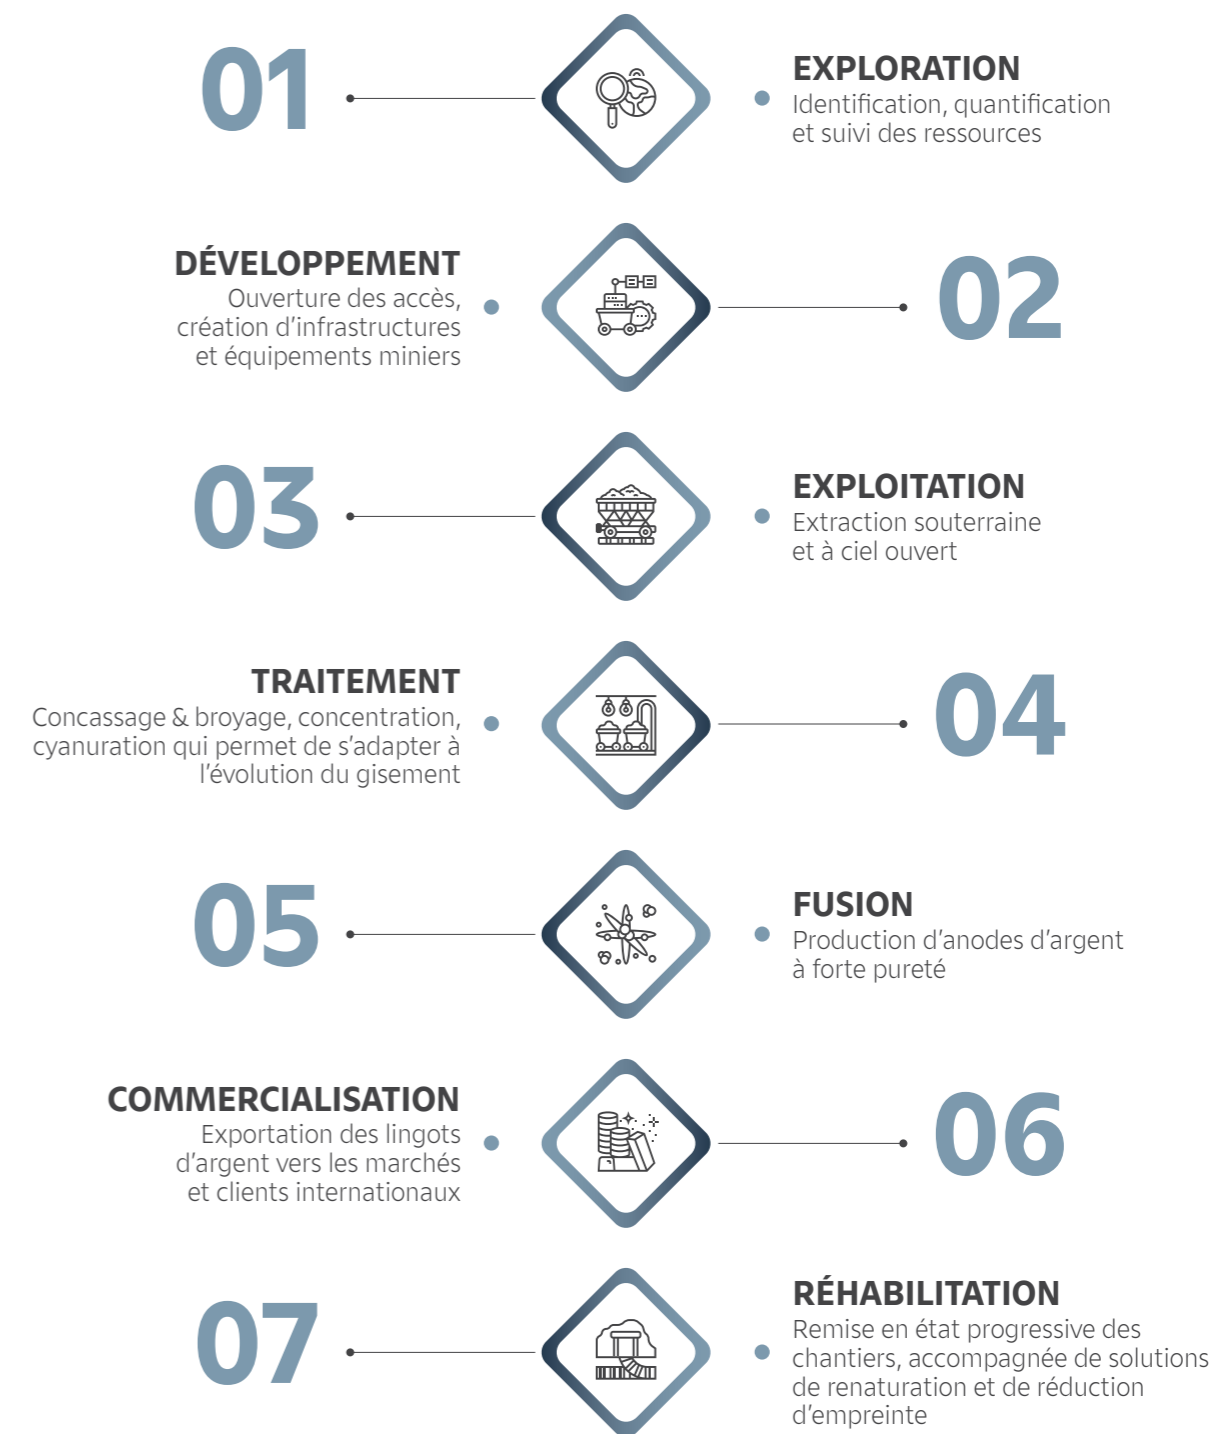 01
EXPLORATION
Identification, quantification
et suivi des ressources
DÉVELOPPEMENT
Ouverture des accès,
création d’infrastructures
et équipements miniers
02
03
EXPLOITATION
Extraction souterraine
et à ciel ouvert
TRAITEMENT
Concassage & broyage, concentration,
cyanuration qui permet de s’adapter à
l’évolution du gisement
04
05
FUSION
Production d’anodes d’argent
à forte pureté
COMMERCIALISATION
Exportation des lingots
d’argent vers les marchés
et clients internationaux
06
07
RÉHABILITATION
Remise en état progressive des
chantiers, accompagnée de solutions
de renaturation et de réduction
d’empreinte